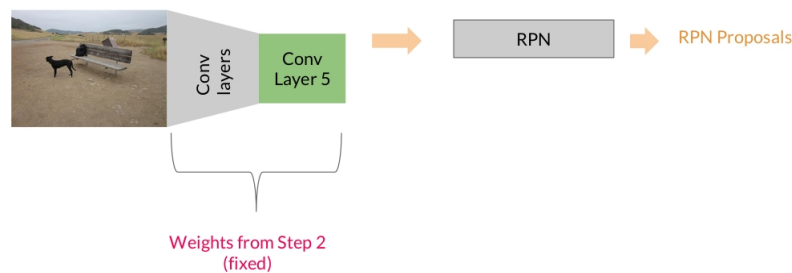 Conv
layers
Conv
Layer 5
RPN
RPN Proposals
Weights from Step 2
(fixed)